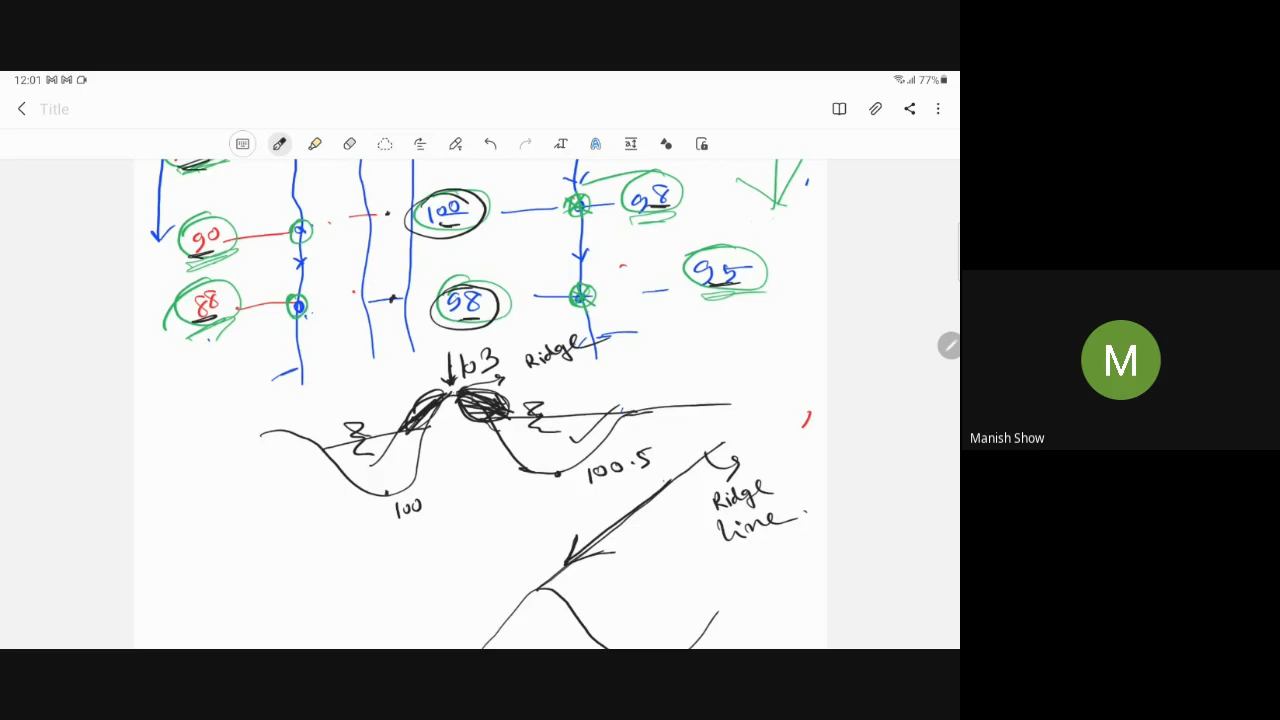 12:01 77%
Title
90 100 98
88 98 95
103 Ridge
100.5
100
Ridge
line
M
Manish Show